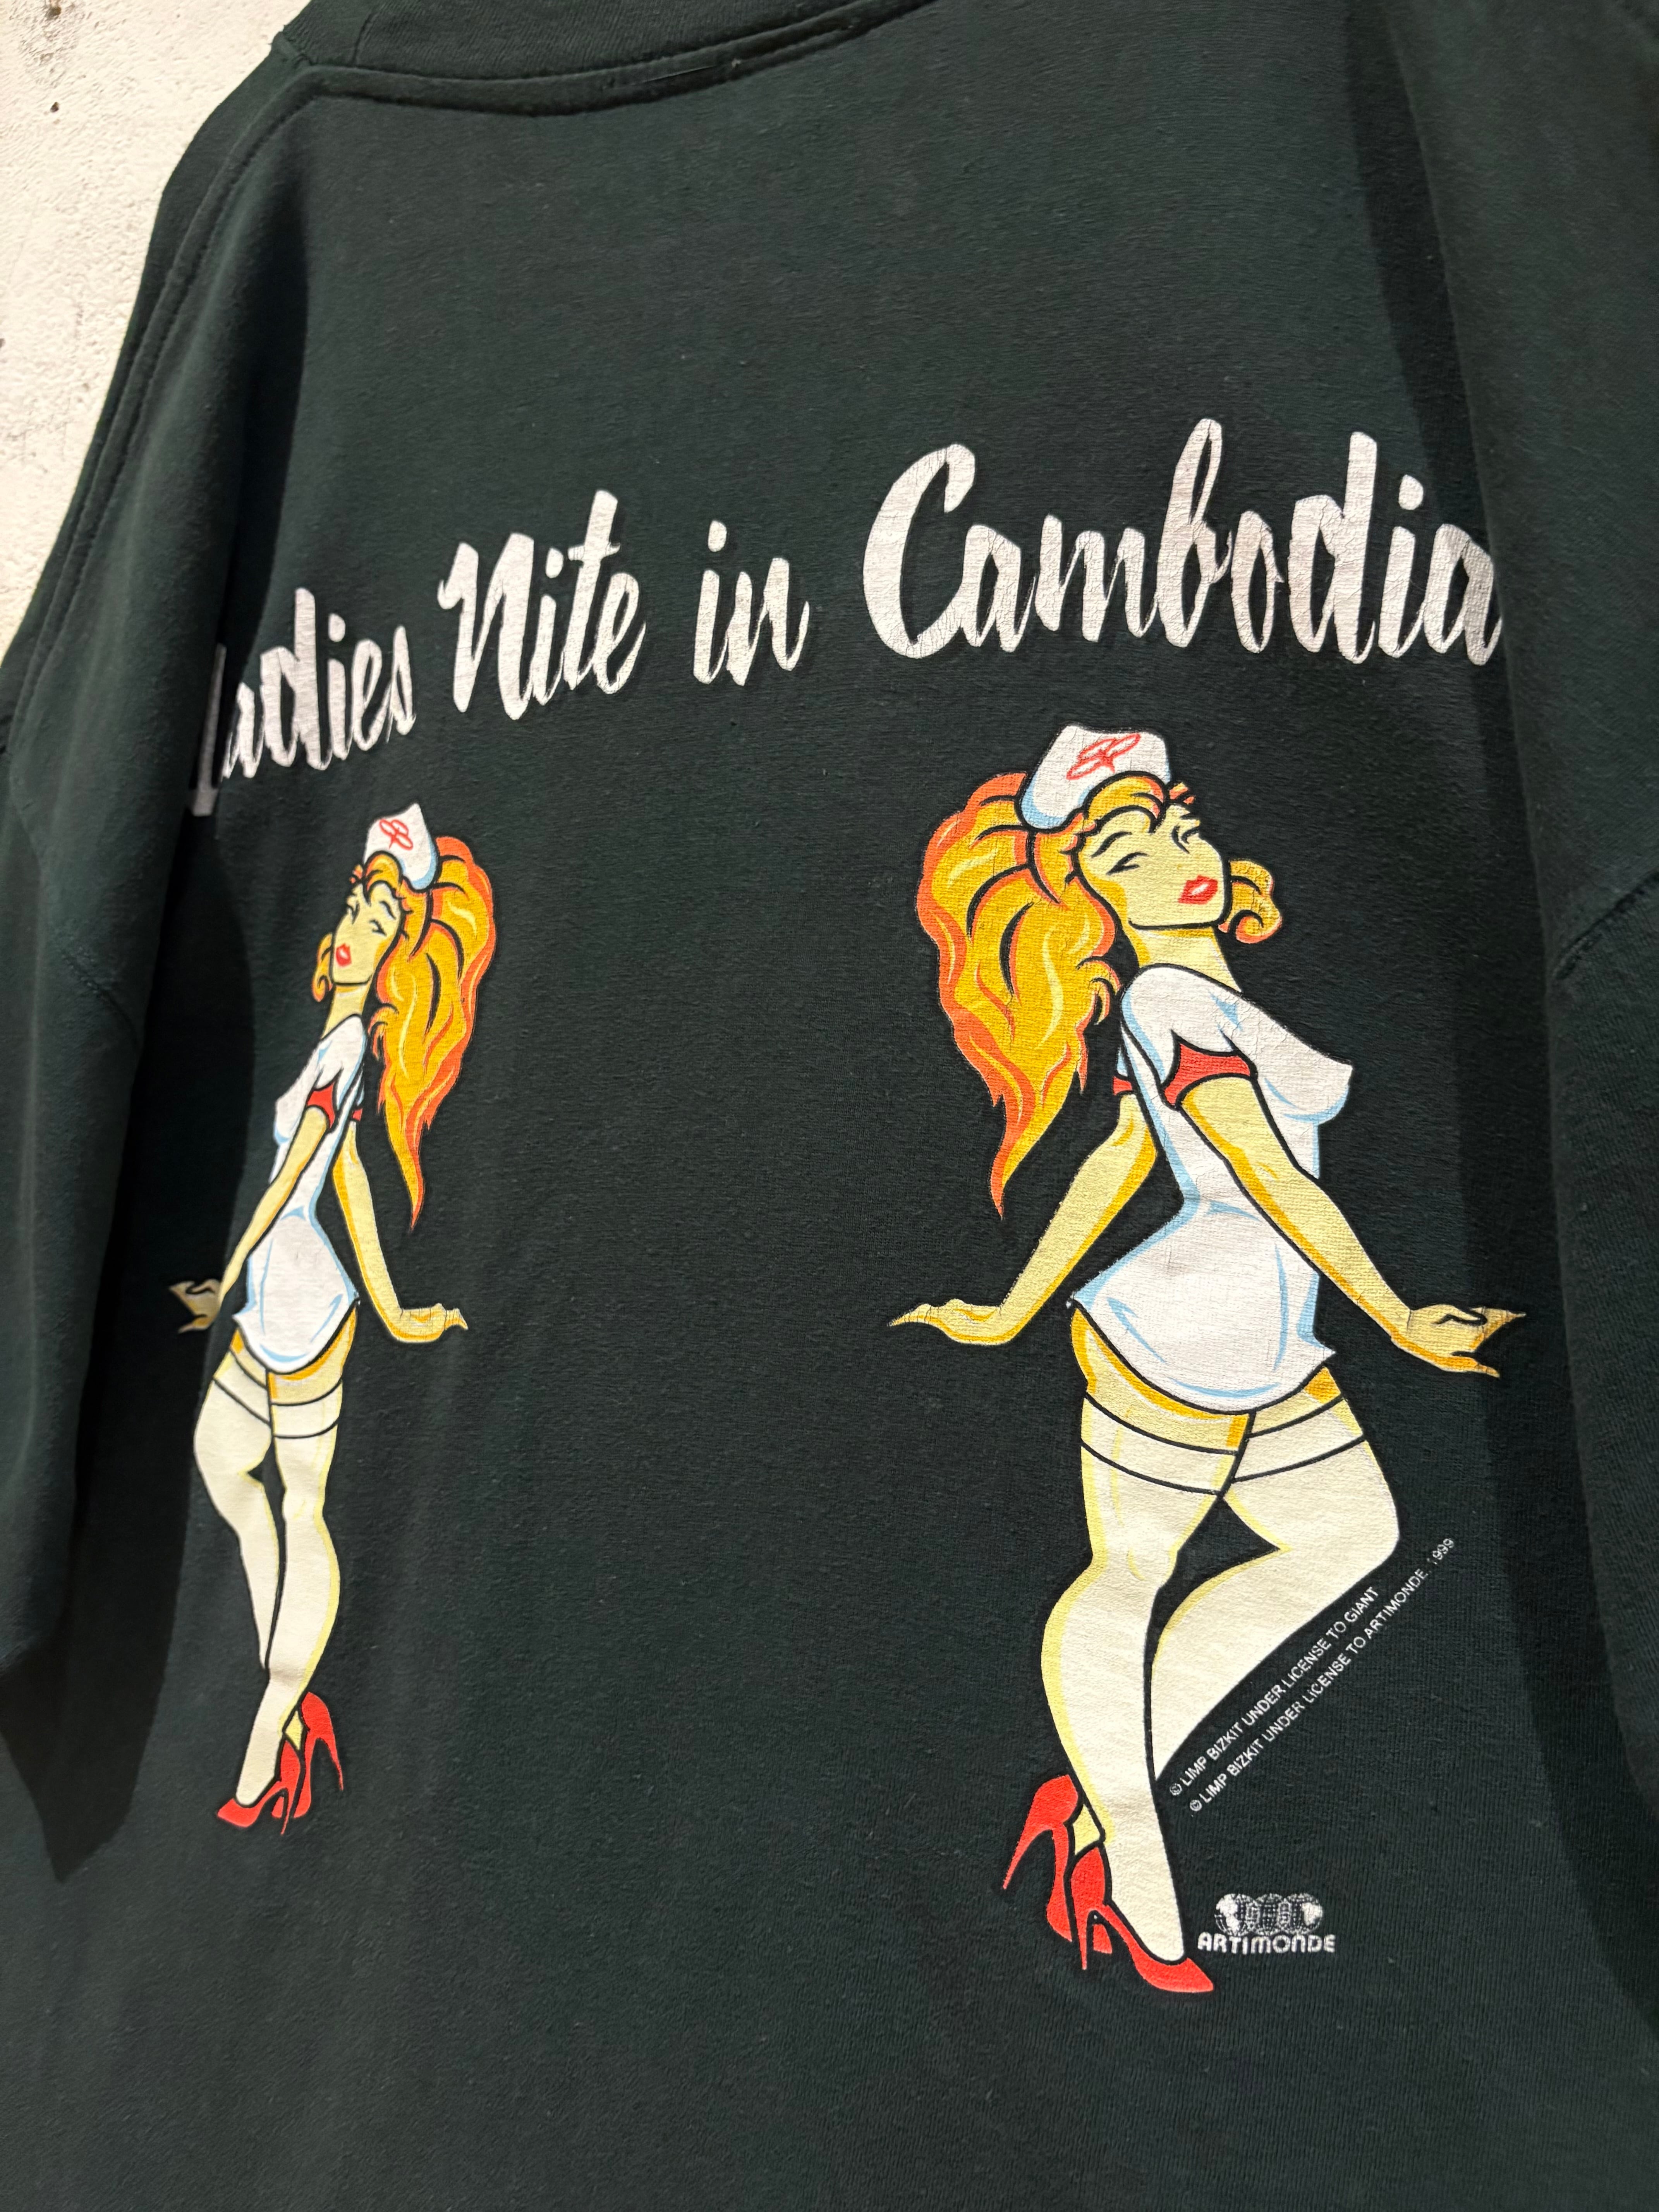 Ladies Nite in Cambodia
© LIMP BIZKIT UNDER LICENSE TO GIANT
© LIMP BIZKIT UNDER LICENSE TO ARTIMONDE. 1999
ARTIMONDE